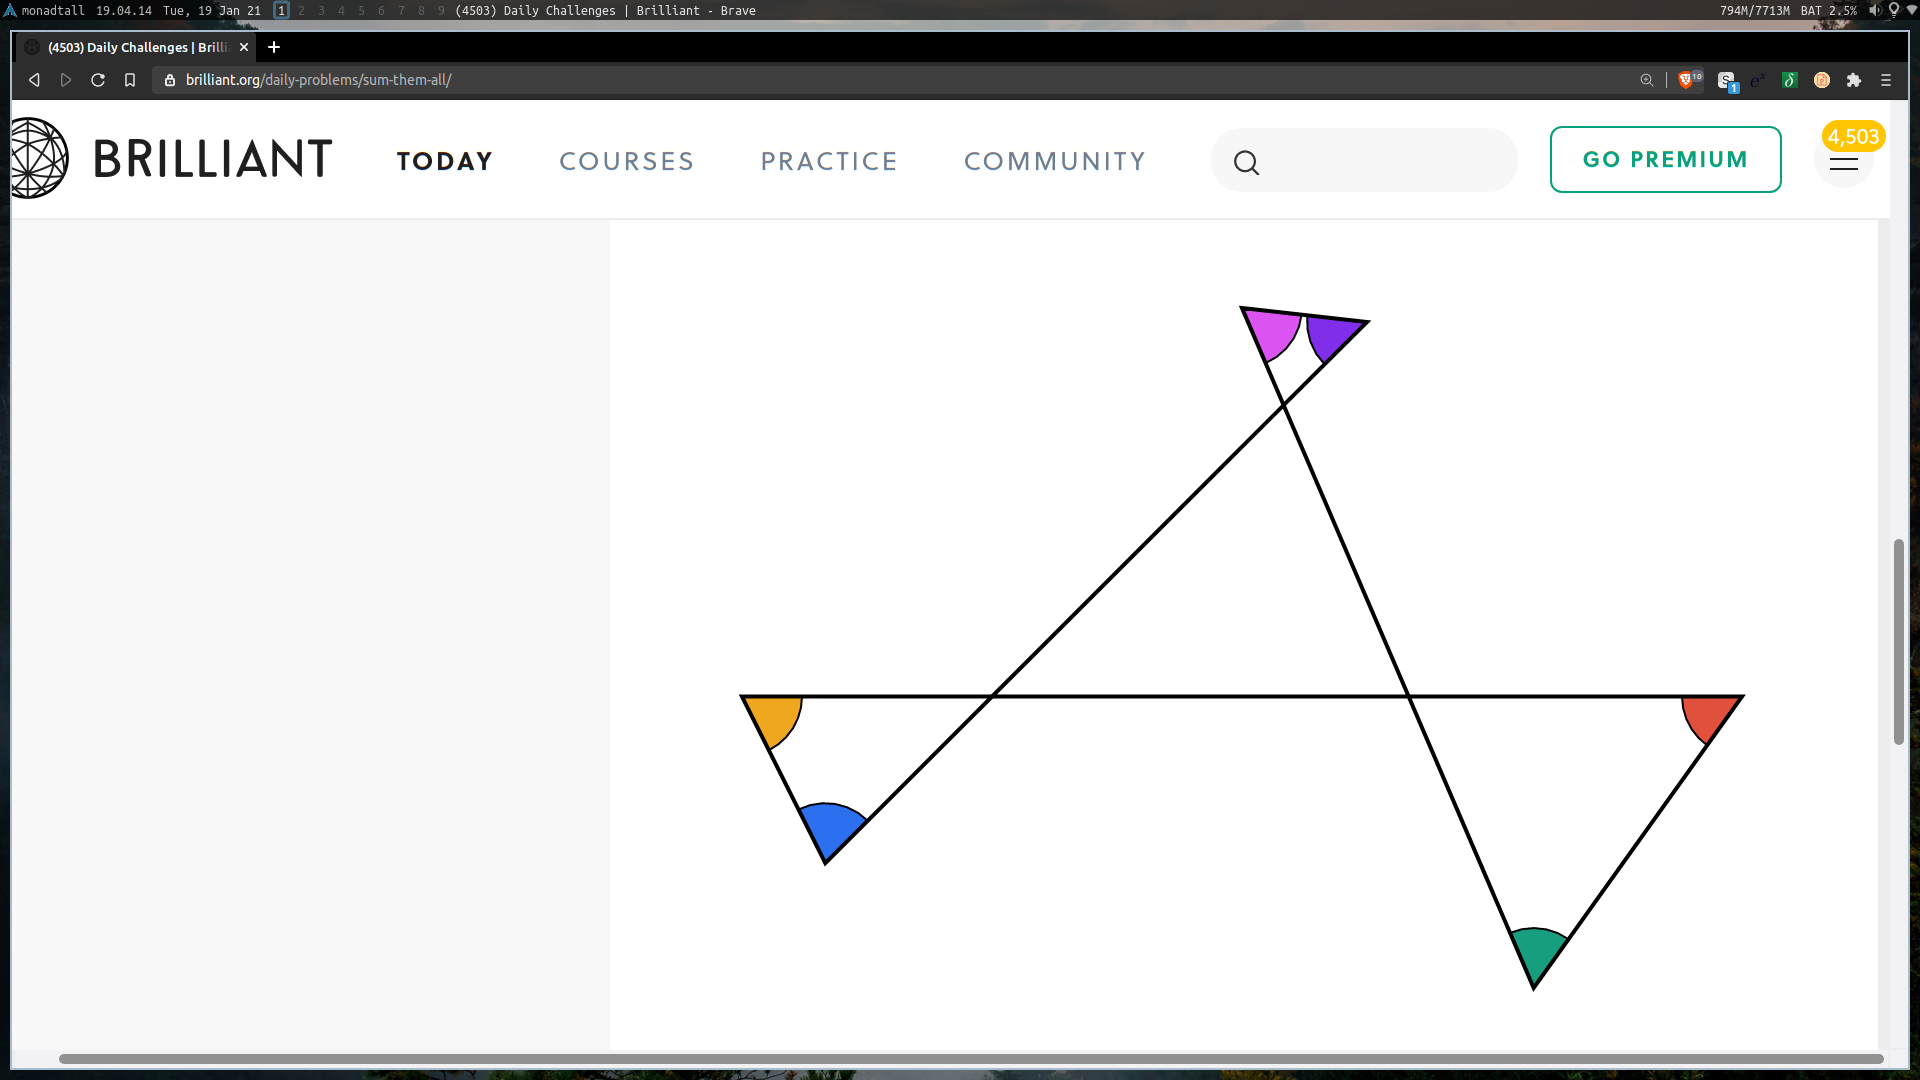 monadtall 19.04.14 Tue, 19 Jan 21 1 2 3 4 5 6 7 8 9 (4503) Daily Challenges | Brilliant - Brave 794M/7713M BAT 2.5%
(4503) Daily Challenges | Brilli
brilliant.org/daily-problems/sum-them-all/ 10 S 1 e^x δ
BRILLIANT TODAY COURSES PRACTICE COMMUNITY GO PREMIUM 4,503